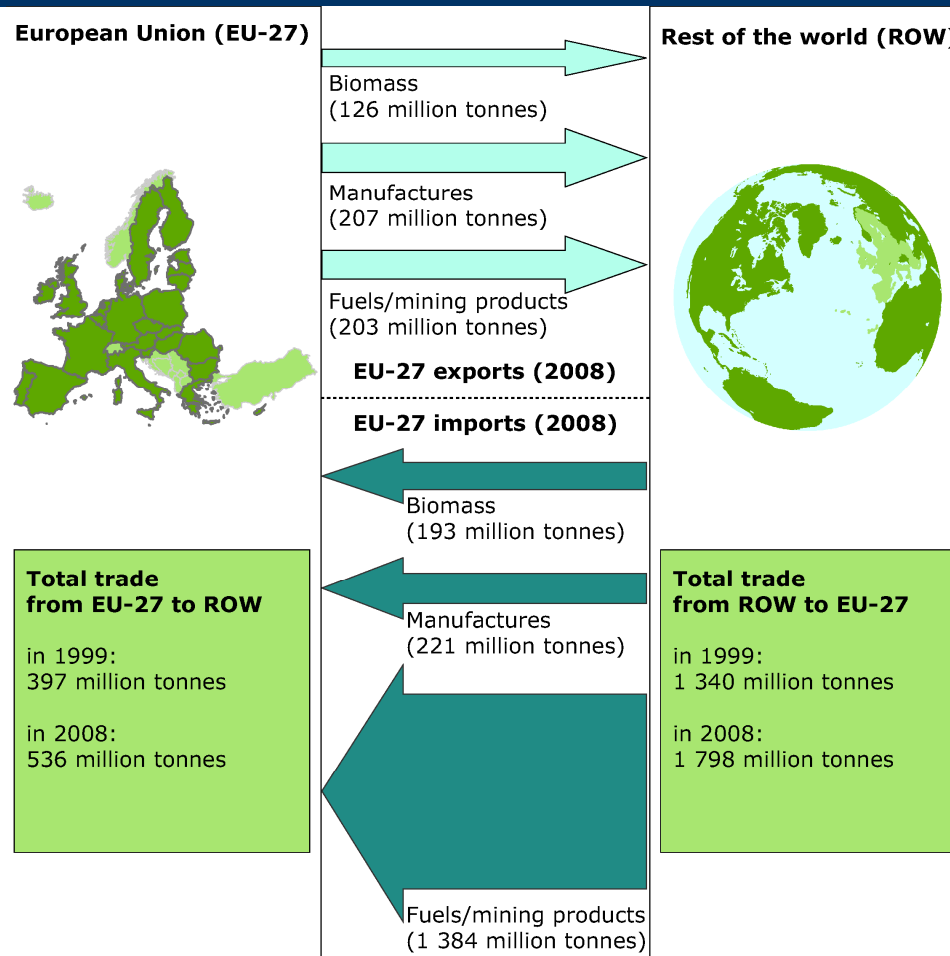 European Union (EU-27)
Rest of the world (ROW)
Biomass
(126 million tonnes)
Manufactures
(207 million tonnes)
Fuels/mining products
(203 million tonnes)
EU-27 exports (2008)
EU-27 imports (2008)
Biomass
(193 million tonnes)
Manufactures
(221 million tonnes)
Fuels/mining products
(1 384 million tonnes)
Total trade
from EU-27 to ROW
in 1999:
397 million tonnes
in 2008:
536 million tonnes
Total trade
from ROW to EU-27
in 1999:
1 340 million tonnes
in 2008:
1 798 million tonnes